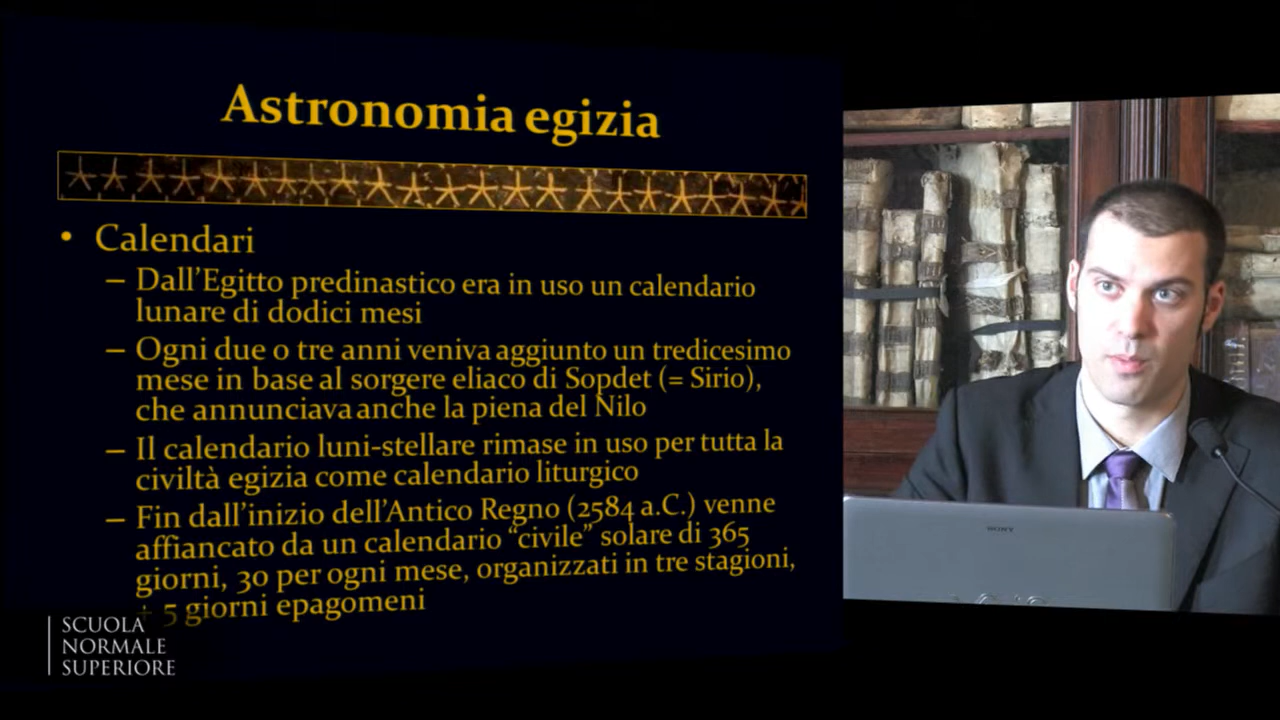 Astronomia egizia
• Calendari
– Dall’Egitto predinastico era in uso un calendario
lunare di dodici mesi
– Ogni due o tre anni veniva aggiunto un tredicesimo
mese in base al sorgere eliaco di Sopdet (= Sirio),
che annunciava anche la piena del Nilo
– Il calendario luni-stellare rimase in uso per tutta la
civiltà egizia come calendario liturgico
– Fin dall’inizio dell’Antico Regno (2584 a.C.) venne
affiancato da un calendario “civile” solare di 365
giorni, 30 per ogni mese, organizzati in tre stagioni,
+ 5 giorni epagomeni
SCUOLA
NORMALE
SUPERIORE
SONY